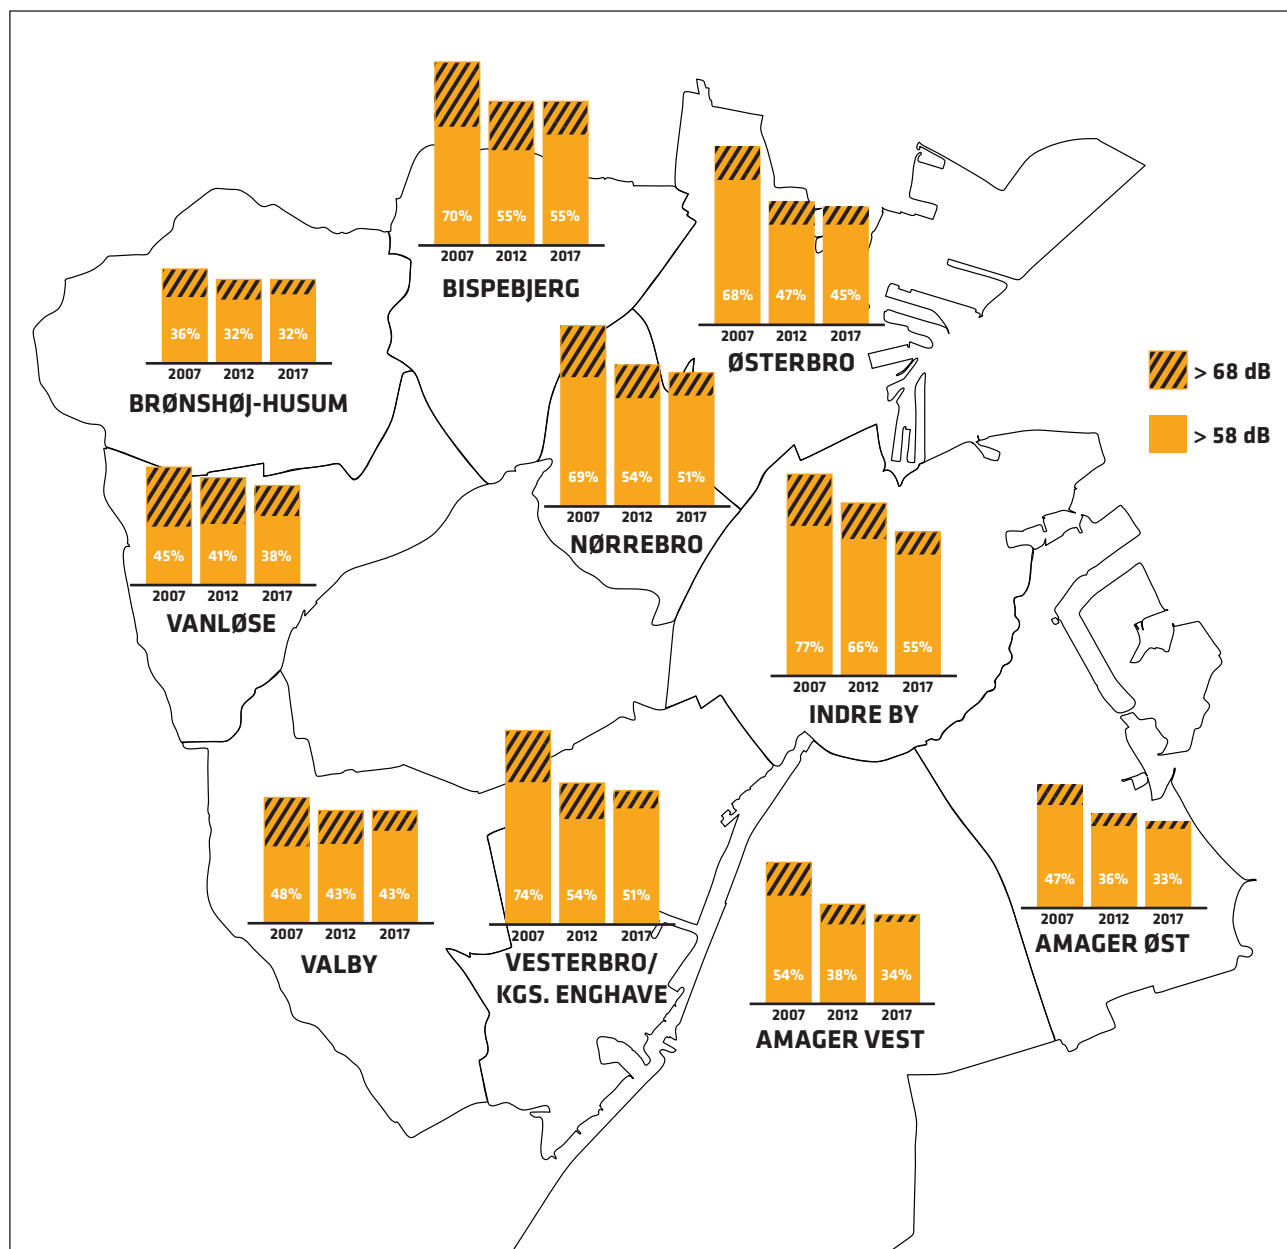 70% 55% 55%
2007 2012 2017
BISPEBJERG
68% 47% 45%
2007 2012 2017
ØSTERBRO
36% 32% 32%
2007 2012 2017
BRØNSHØJ-HUSUM
> 68 dB
> 58 dB
69% 54% 51%
2007 2012 2017
NØRREBRO
45% 41% 38%
2007 2012 2017
VANLØSE
77% 66% 55%
2007 2012 2017
INDRE BY
48% 43% 43%
2007 2012 2017
VALBY
74% 54% 51%
2007 2012 2017
VESTERBRO/
KGS. ENGHAVE
54% 38% 34%
2007 2012 2017
AMAGER VEST
47% 36% 33%
2007 2012 2017
AMAGER ØST